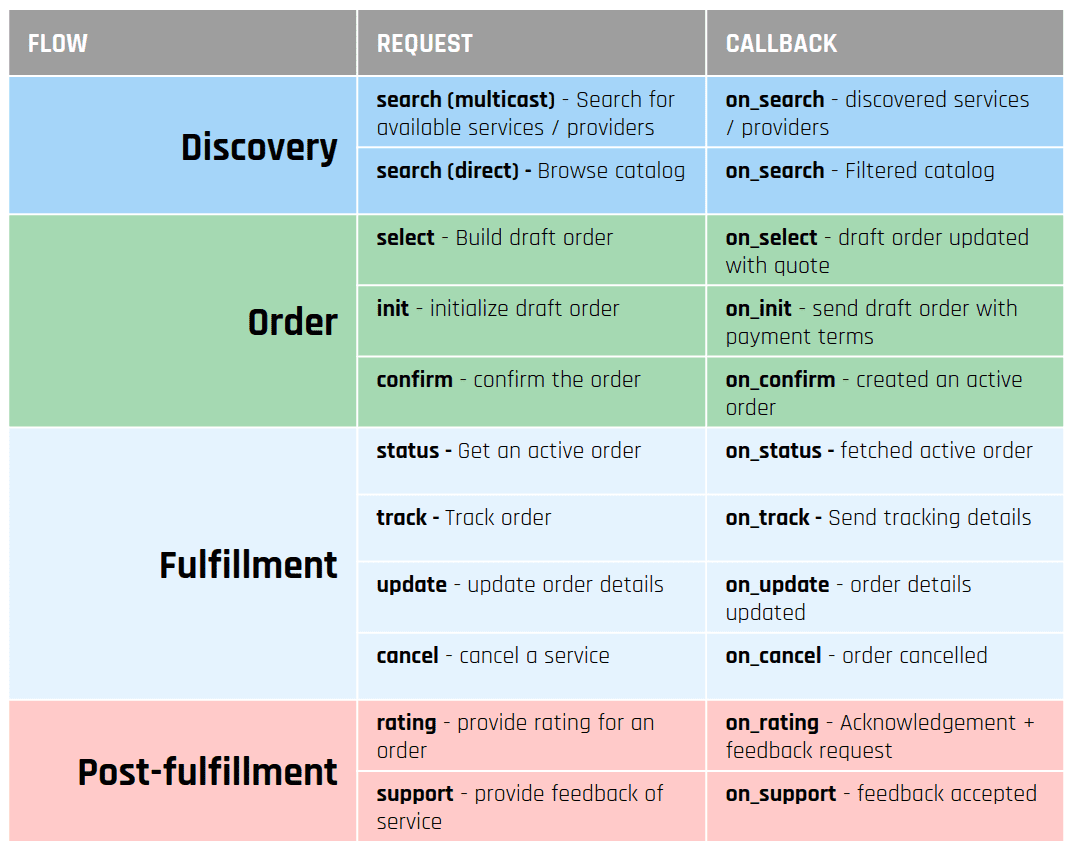 FLOW
REQUEST
CALLBACK
Discovery
search (multicast) - Search for
available services / providers
on_search - discovered services
/ providers
search (direct) - Browse catalog
on_search - Filtered catalog
Order
select - Build draft order
on_select - draft order updated
with quote
init - initialize draft order
on_init - send draft order with
payment terms
confirm - confirm the order
on_confirm - created an active
order
Fulfillment
status - Get an active order
on_status - fetched active order
track - Track order
on_track - Send tracking details
update - update order details
on_update - order details
updated
cancel - cancel a service
on_cancel - order cancelled
Post-fulfillment
rating - provide rating for an
order
on_rating - Acknowledgement +
feedback request
support - provide feedback of
service
on_support - feedback accepted